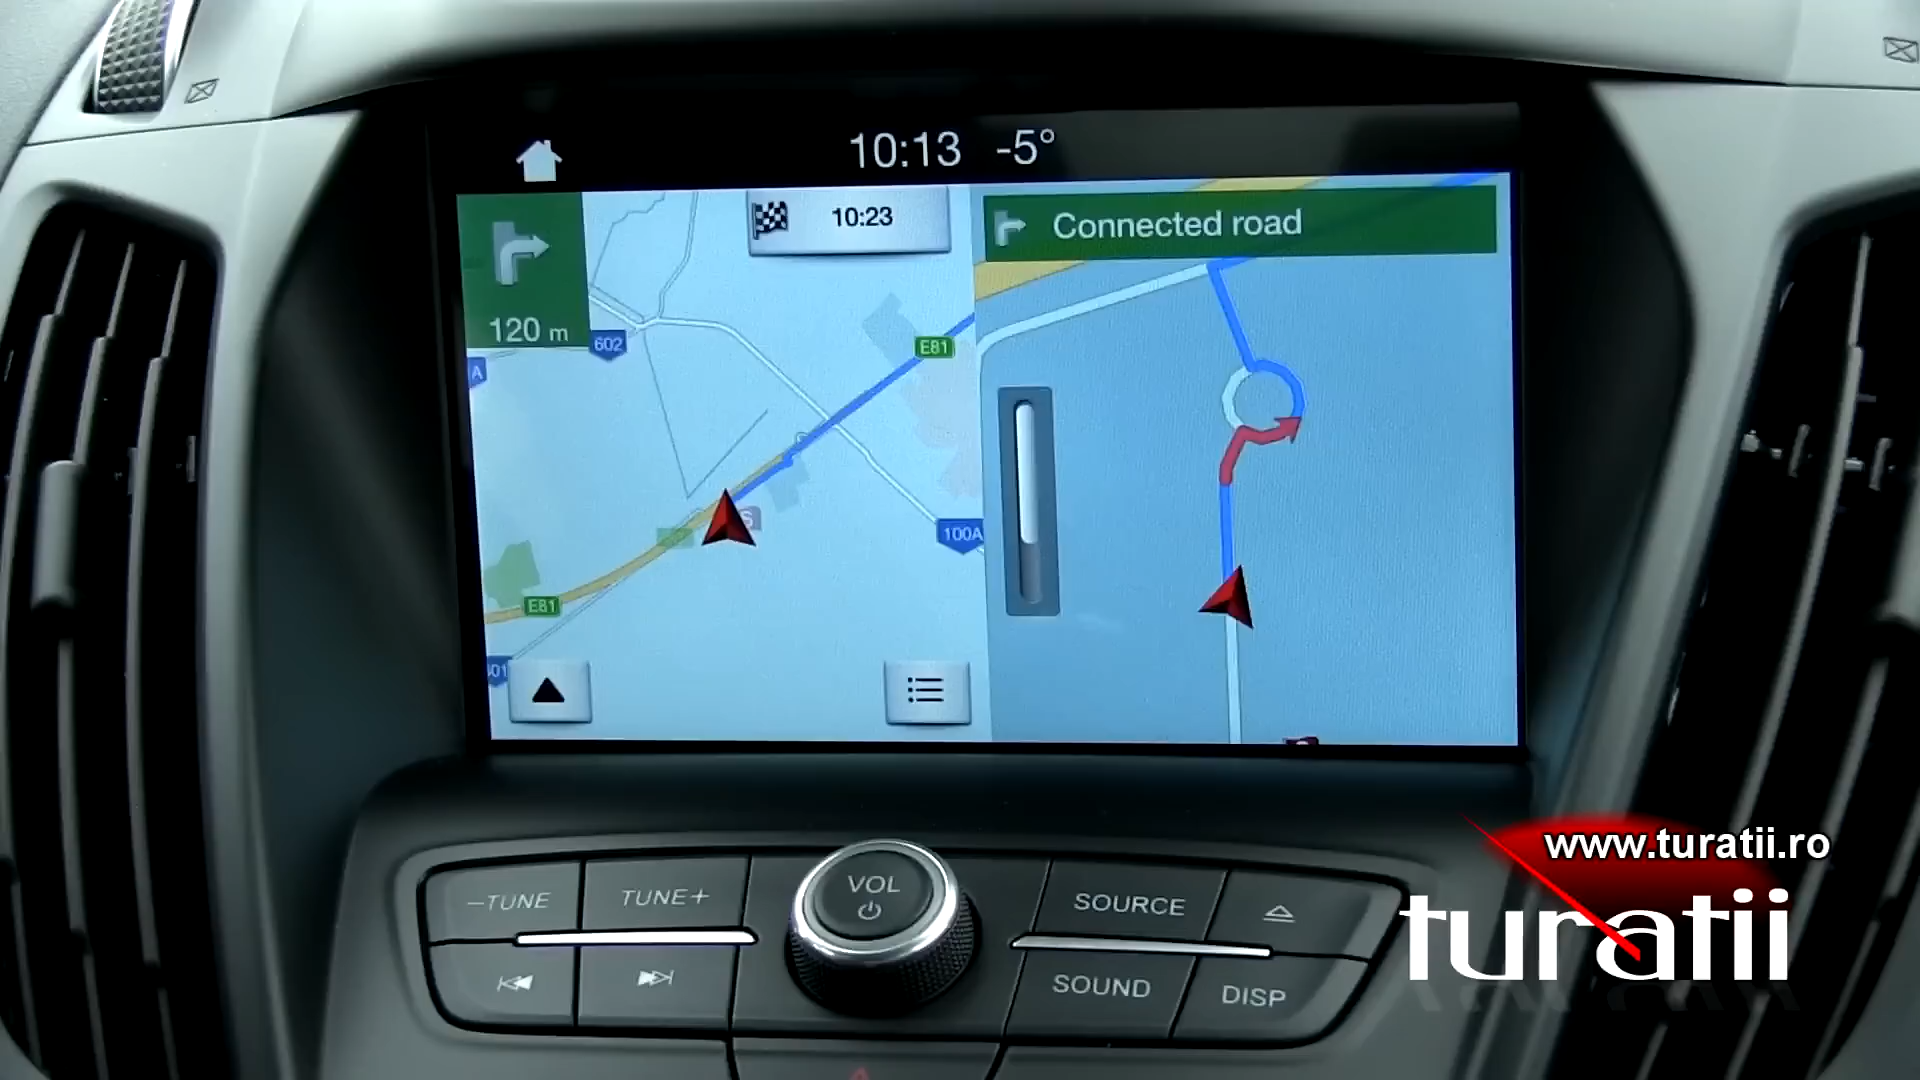 10:13 -5°
10:23
Connected road
120 m
602
E81
A
100A
E81
01
S
-TUNE
TUNE+
VOL
SOURCE
SOUND
DISP
www.turatii.ro
turatii